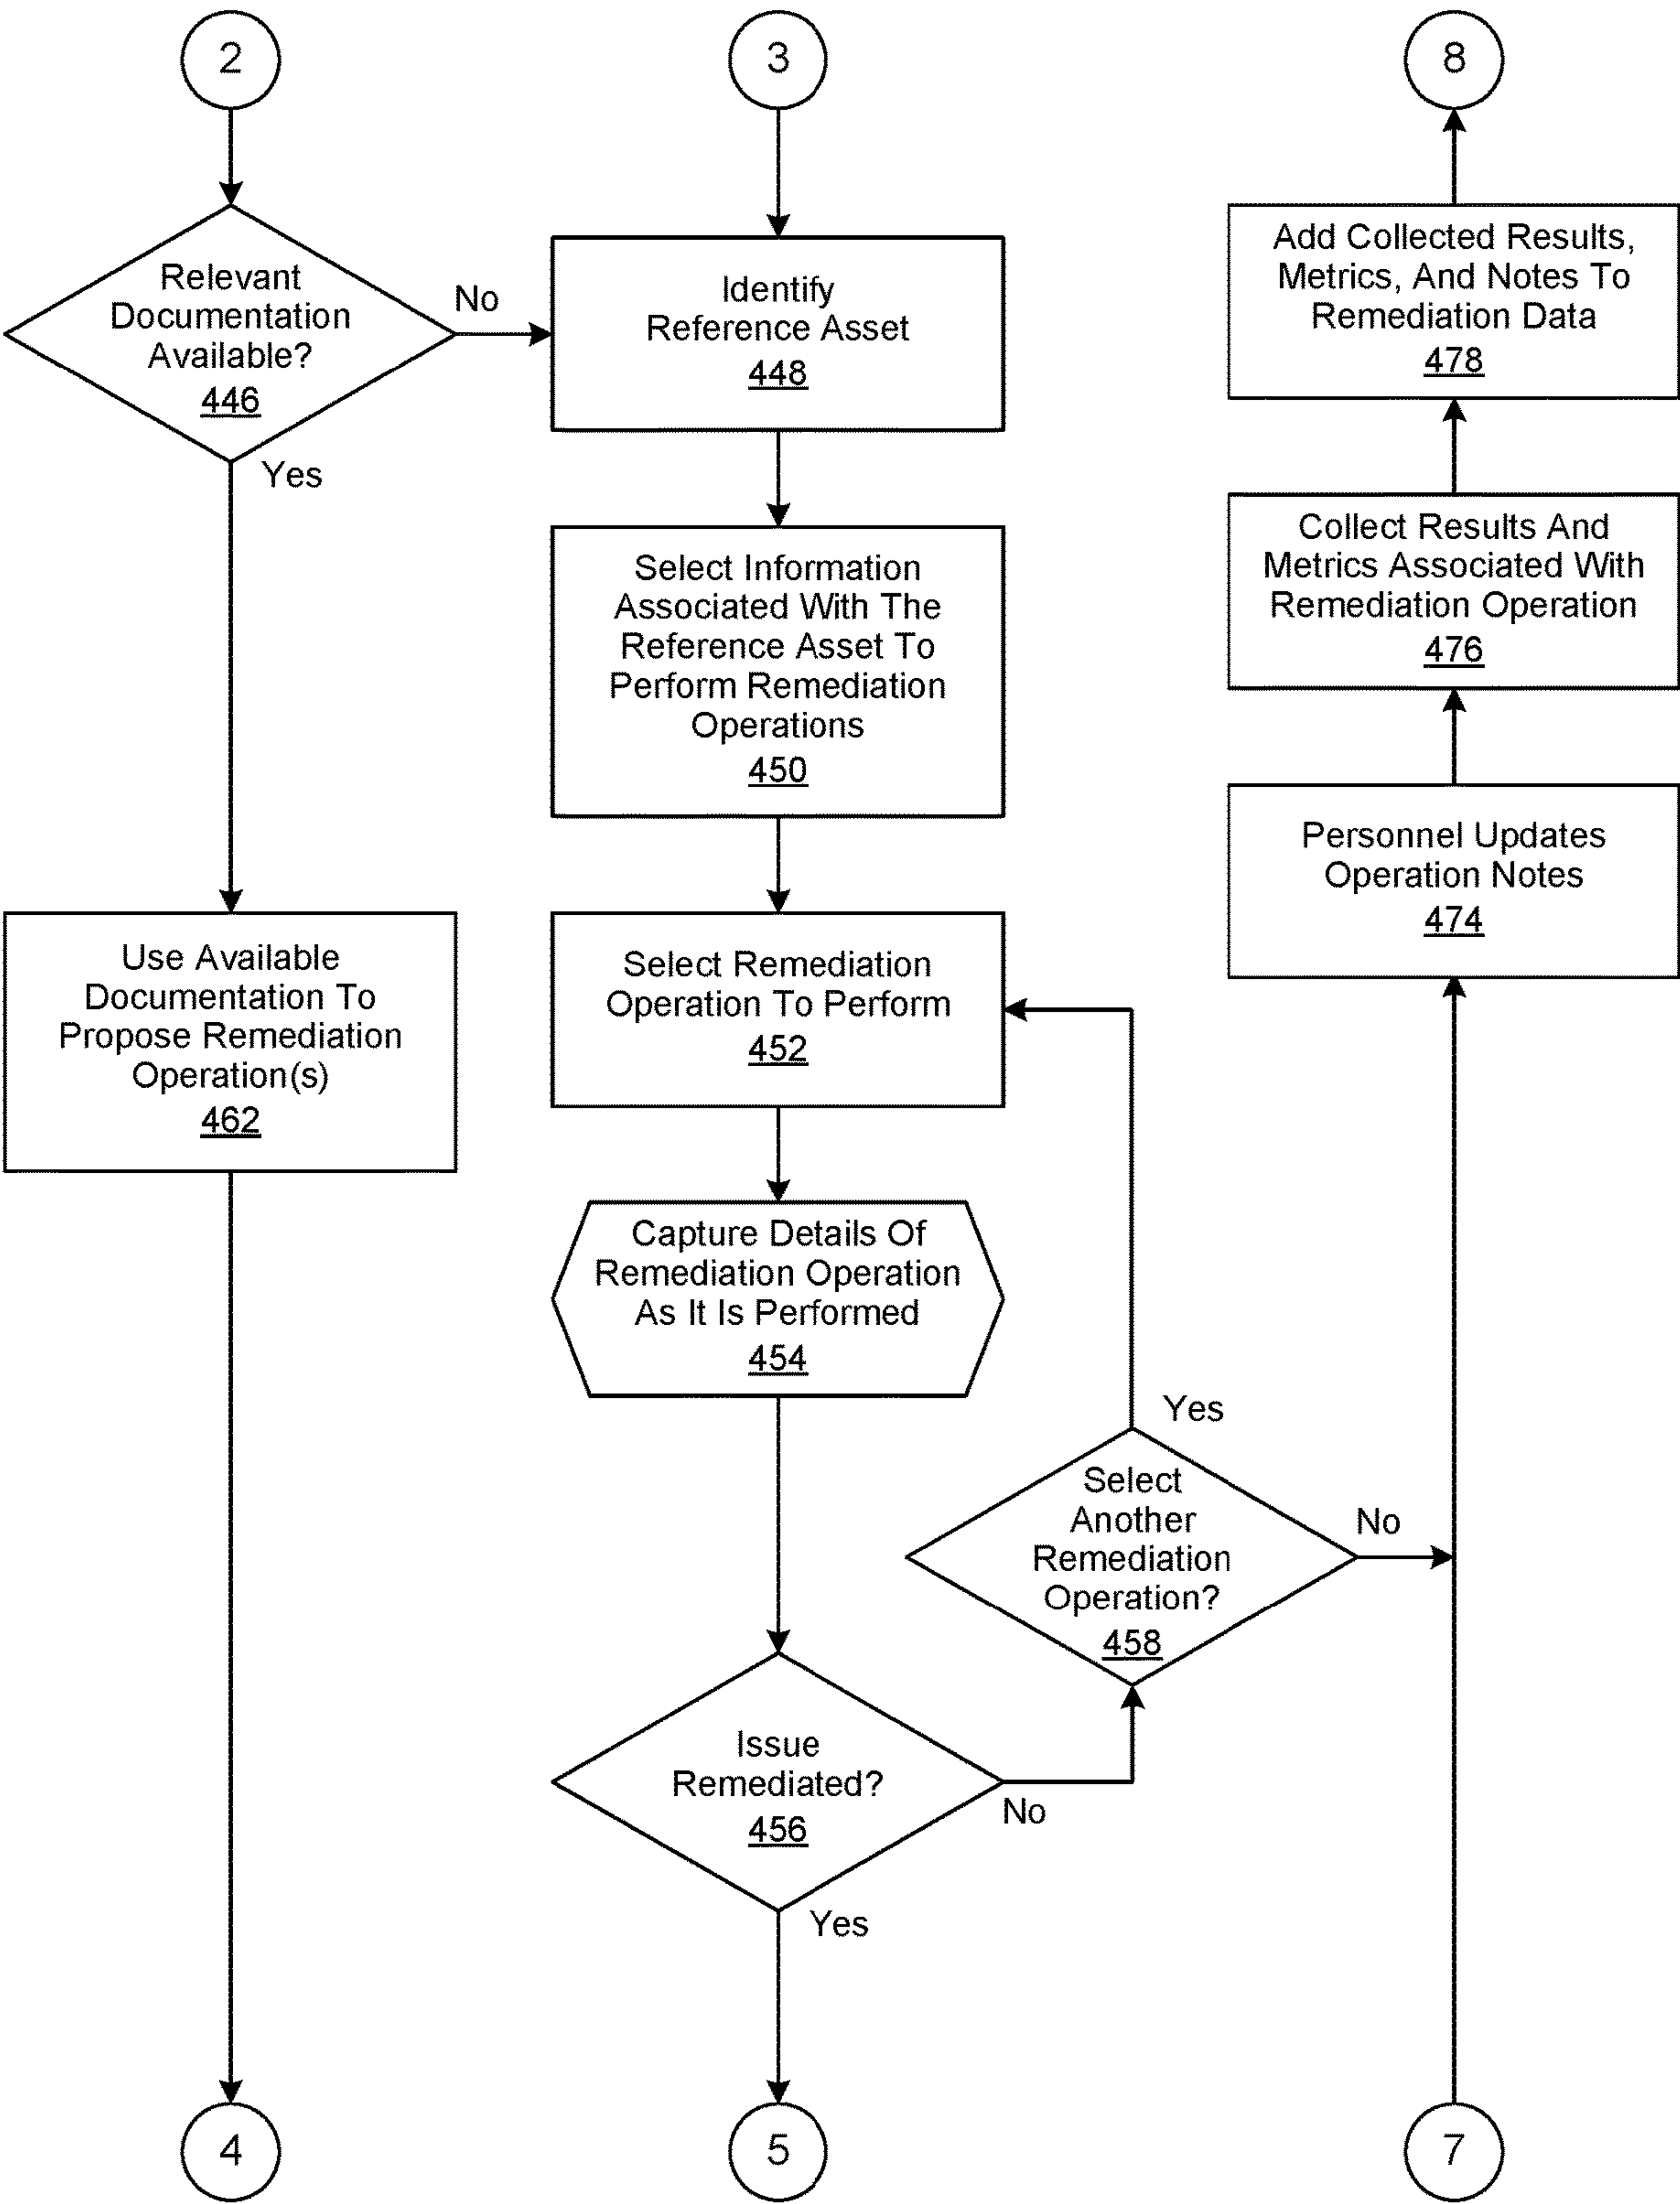 2
3
8
Relevant
Documentation
Available?
446
No
Yes
Identify
Reference Asset
448
Add Collected Results,
Metrics, And Notes To
Remediation Data
478
Select Information
Associated With The
Reference Asset To
Perform Remediation
Operations
450
Collect Results And
Metrics Associated With
Remediation Operation
476
Personnel Updates
Operation Notes
474
Use Available
Documentation To
Propose Remediation
Operation(s)
462
Select Remediation
Operation To Perform
452
Capture Details Of
Remediation Operation
As It Is Performed
454
Yes
Select
Another
Remediation
Operation?
458
No
Issue
Remediated?
456
No
Yes
4
5
7